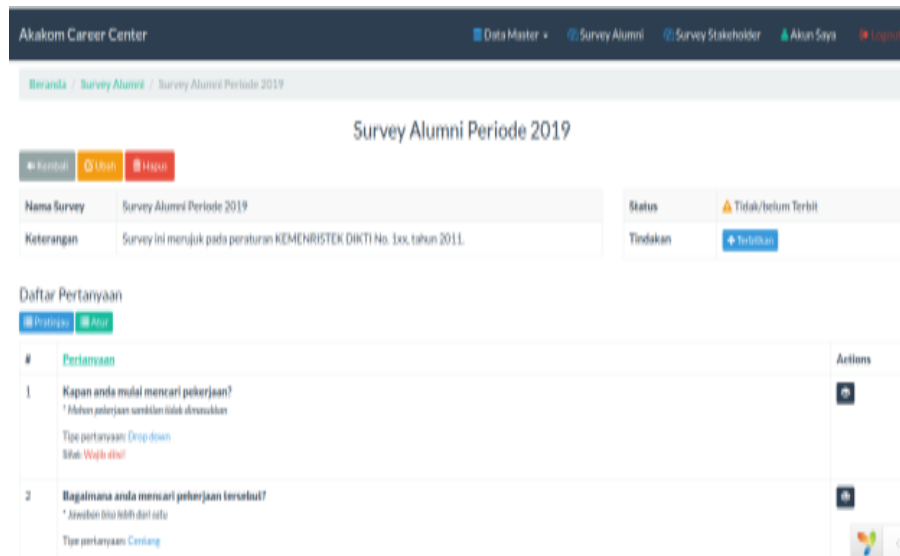 Akakom Career Center Data Master Survey Alumni Survey Stakeholder Akun Saya Logout
Beranda / Survey Alumni / Survey Alumni Periode 2019
Survey Alumni Periode 2019
Kembali Ubah Hapus
Nama Survey Survey Alumni Periode 2019 Status Tidak/belum Terbit
Keterangan Survey ini merujuk pada peraturan KEMENRISTEK DIKTI No. 1xx, tahun 2011. Tindakan Terbitkan
Daftar Pertanyaan
Pratinjau Atur
# Pertanyaan Actions
1 Kapan anda mulai mencari pekerjaan?
* Mohon pekerjaan sambilan tidak dimasukkan
Tipe pertanyaan: Drop down
Sifat: Wajib diisi!
2 Bagaimana anda mencari pekerjaan tersebut?
* Jawaban bisa lebih dari satu
Tipe pertanyaan: Centang